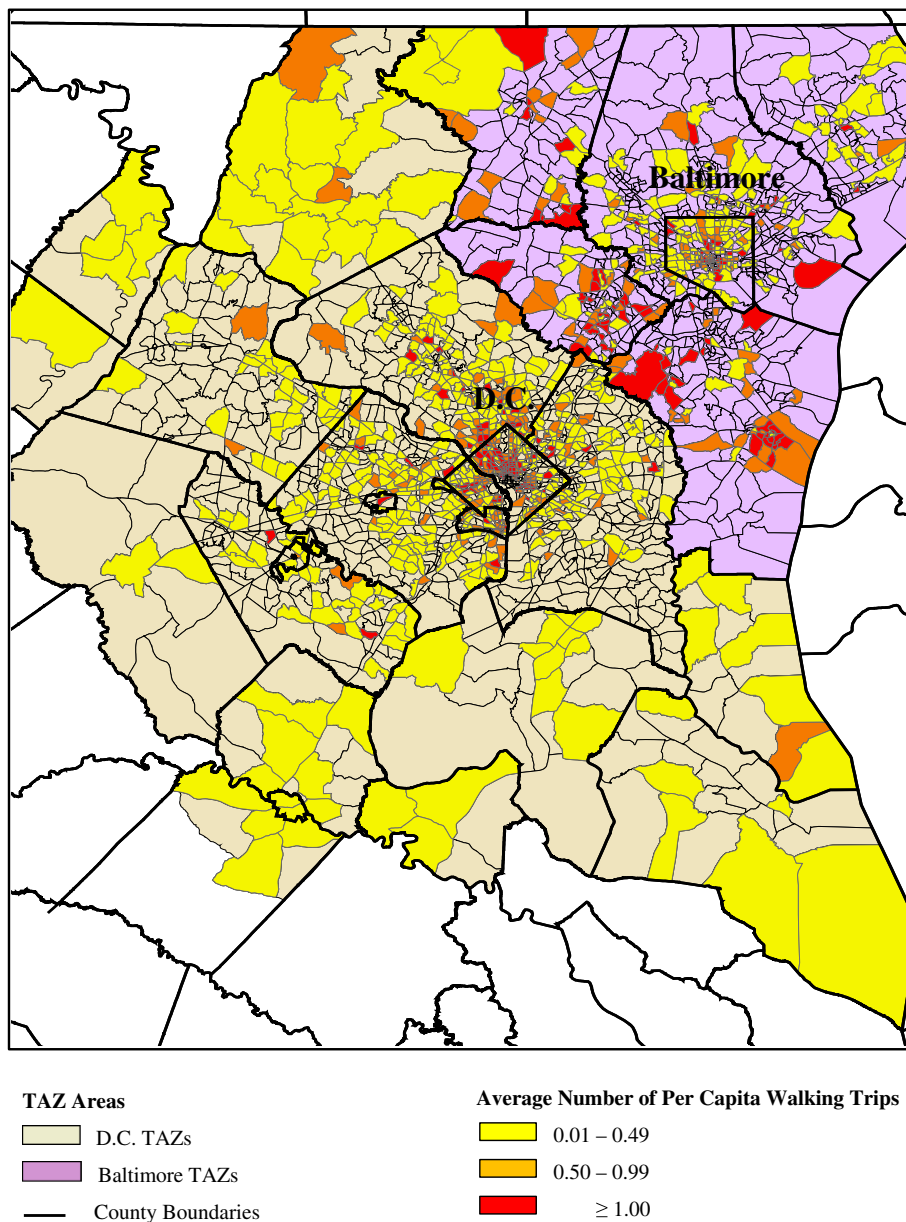 Baltimore
D.C.
TAZ Areas
D.C. TAZs
Baltimore TAZs
County Boundaries
Average Number of Per Capita Walking Trips
0.01 – 0.49
0.50 – 0.99
≥ 1.00